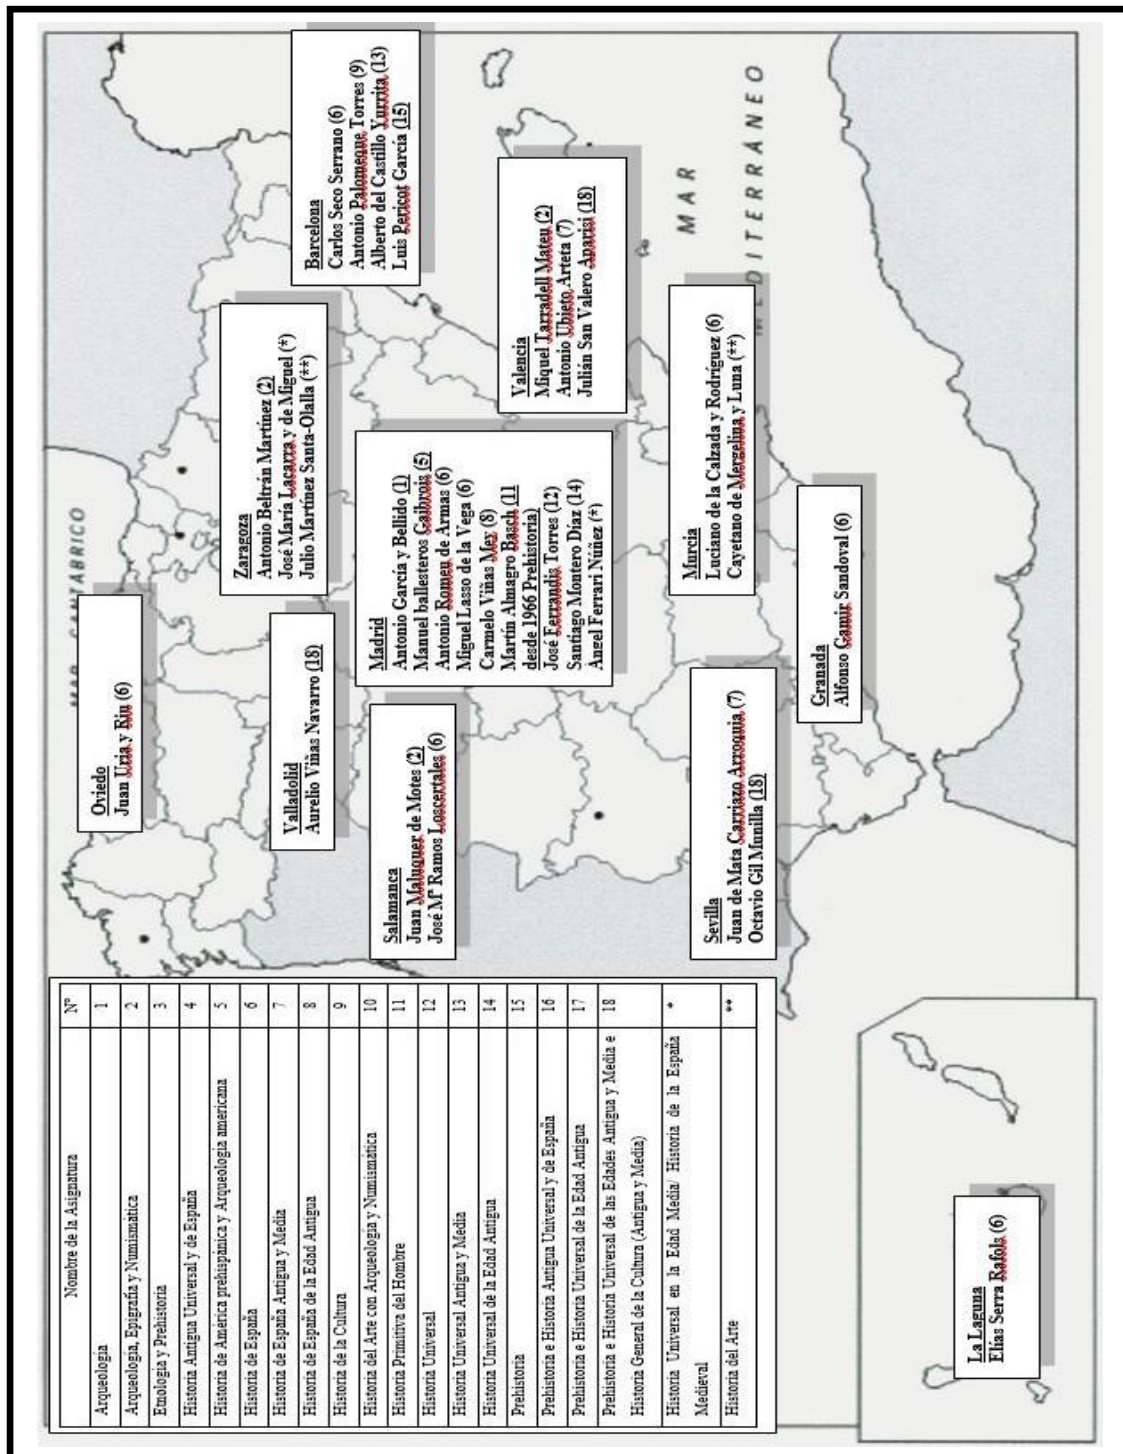 Nombre de la Asignatura Nº
Arqueología 1
Arqueología, Epigrafía y Numismática 2
Etnología y Prehistoria 3
Historia Antigua Universal y de España 4
Historia de América prehispánica y Arqueología americana 5
Historia de España 6
Historia de España Antigua y Media 7
Historia de España de la Edad Antigua 8
Historia de la Cultura 9
Historia del Arte con Arqueología y Numismática 10
Historia Primitiva del Hombre 11
Historia Universal 12
Historia Universal Antigua y Media 13
Historia Universal de la Edad Antigua 14
Prehistoria 15
Prehistoria e Historia Antigua Universal y de España 16
Prehistoria e Historia Universal de la Edad Antigua 17
Prehistoria e Historia Universal de las Edades Antigua y Media e 18
Historia General de la Cultura (Antigua y Media)
Historia Universal en la Edad Media/ Historia de la España *
Medieval
Historia del Arte **
MAR CANTÁBRICO
Oviedo
Juan Uria y Riu (6)
Valladolid
Aurelio Viñas Navarro (18)
Zaragoza
Antonio Beltrán Martínez (2)
José María Lacarra y de Miguel (*)
Julio Martínez Santa-Olalla (**)
Barcelona
Carlos Seco Serrano (6)
Antonio Palomeque Torres (9)
Alberto del Castillo Yurrita (13)
Luis Pericot García (15)
Salamanca
Juan Maluquer de Motes (2)
José Mª Ramos Loscertales (6)
Madrid
Antonio García y Bellido (1)
Manuel ballesteros Gaibrois (5)
Antonio Romeu de Armas (6)
Miguel Lasso de la Vega (6)
Carmelo Viñas Mey (8)
Martín Almagro Basch (11
desde 1966 Prehistoria)
José Ferrandis Torres (12)
Santiago Montero Díaz (14)
Ángel Ferrari Núñez (*)
Valencia
Miquel Tarradell Mateu (2)
Antonio Ubieto Arteta (7)
Julián San Valero Aparisi (18)
MAR
MEDITERRÁNEO
Sevilla
Juan de Mata Carriazo Arroquia (7)
Octavio Gil Munilla (18)
Murcia
Luciano de la Calzada y Rodríguez (6)
Cayetano de Mergelina y Luna (**)
Granada
Alfonso Gamir Sandoval (6)
La Laguna
Elías Serra Rafols (6)